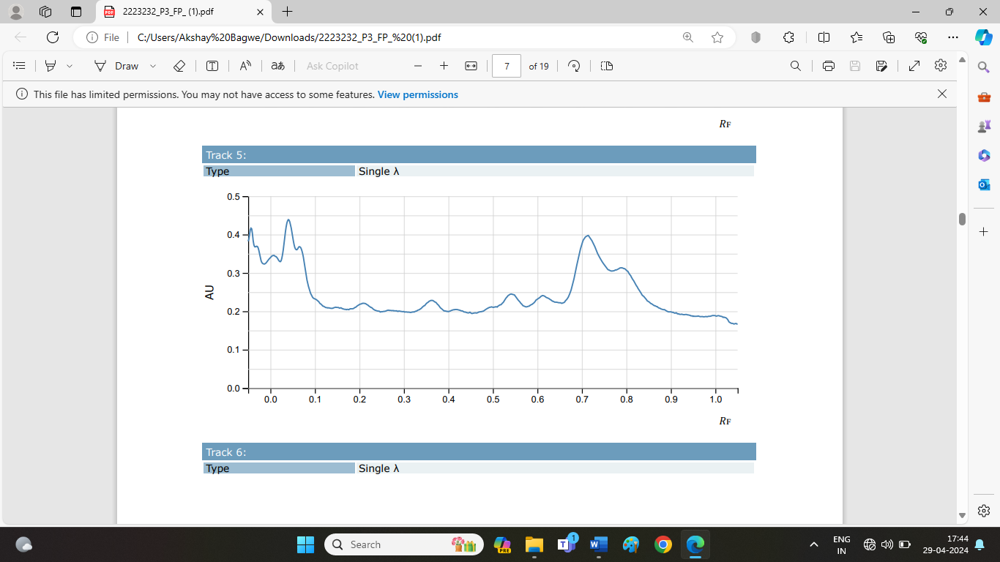 2223232_P3_FP_ (1).pdf
File C:/Users/Akshay%20Bagwe/Downloads/2223232_P3_FP_%20(1).pdf
Draw T A aあ Ask Copilot 7 of 19
This file has limited permissions. You may not have access to some features. View permissions
RF
Track 5:
Type Single λ
0.5
0.4
0.3
AU
0.2
0.1
0.0
0.0 0.1 0.2 0.3 0.4 0.5 0.6 0.7 0.8 0.9 1.0
RF
Track 6:
Type Single λ
Search
PRE
T 1
W
ENG
IN
17:44
29-04-2024